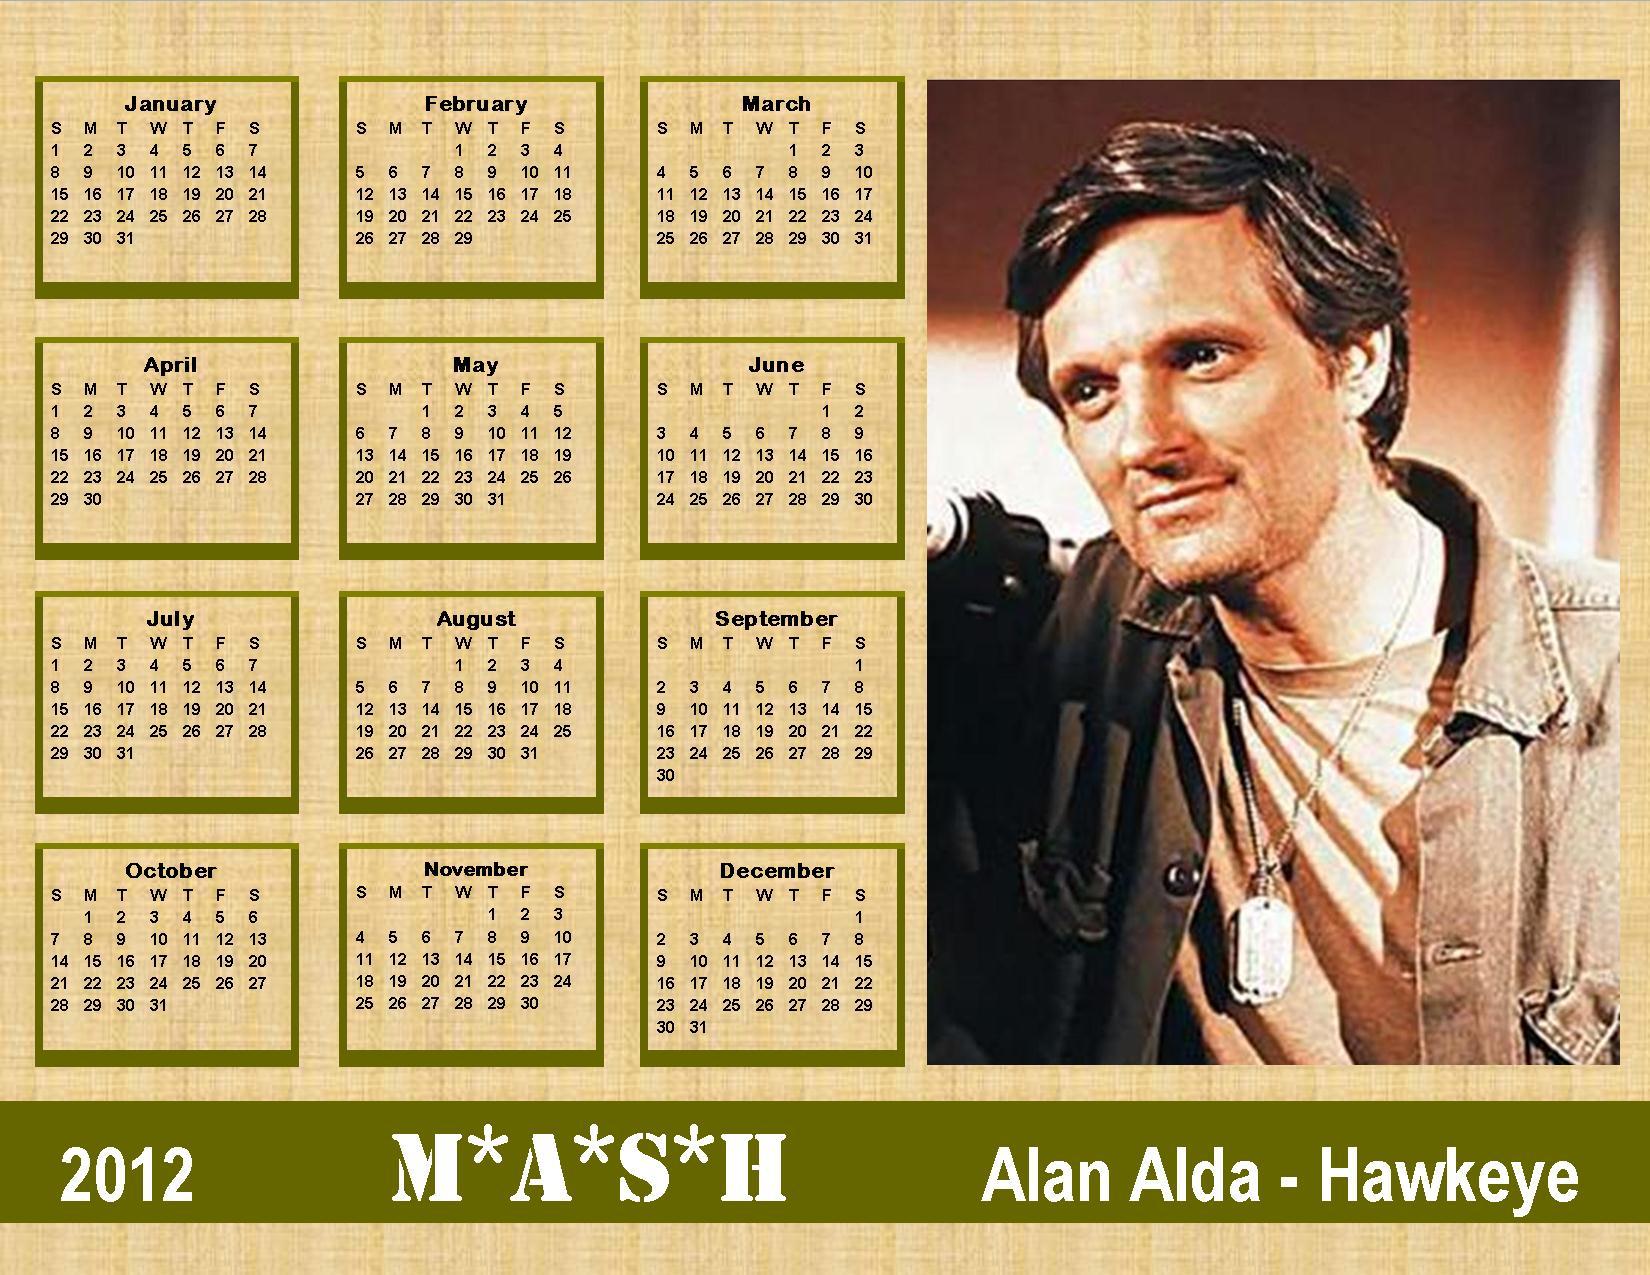 January
S M T W T F S
1 2 3 4 5 6 7
8 9 10 11 12 13 14
15 16 17 18 19 20 21
22 23 24 25 26 27 28
29 30 31
February
S M T W T F S
1 2 3 4
5 6 7 8 9 10 11
12 13 14 15 16 17 18
19 20 21 22 23 24 25
26 27 28 29
March
S M T W T F S
1 2 3
4 5 6 7 8 9 10
11 12 13 14 15 16 17
18 19 20 21 22 23 24
25 26 27 28 29 30 31
April
S M T W T F S
1 2 3 4 5 6 7
8 9 10 11 12 13 14
15 16 17 18 19 20 21
22 23 24 25 26 27 28
29 30
May
S M T W T F S
1 2 3 4 5
6 7 8 9 10 11 12
13 14 15 16 17 18 19
20 21 22 23 24 25 26
27 28 29 30 31
June
S M T W T F S
1 2
3 4 5 6 7 8 9
10 11 12 13 14 15 16
17 18 19 20 21 22 23
24 25 26 27 28 29 30
July
S M T W T F S
1 2 3 4 5 6 7
8 9 10 11 12 13 14
15 16 17 18 19 20 21
22 23 24 25 26 27 28
29 30 31
August
S M T W T F S
1 2 3 4
5 6 7 8 9 10 11
12 13 14 15 16 17 18
19 20 21 22 23 24 25
26 27 28 29 30 31
September
S M T W T F S
1
2 3 4 5 6 7 8
9 10 11 12 13 14 15
16 17 18 19 20 21 22
23 24 25 26 27 28 29
30
October
S M T W T F S
1 2 3 4 5 6
7 8 9 10 11 12 13
14 15 16 17 18 19 20
21 22 23 24 25 26 27
28 29 30 31
November
S M T W T F S
1 2 3
4 5 6 7 8 9 10
11 12 13 14 15 16 17
18 19 20 21 22 23 24
25 26 27 28 29 30
December
S M T W T F S
1
2 3 4 5 6 7 8
9 10 11 12 13 14 15
16 17 18 19 20 21 22
23 24 25 26 27 28 29
30 31
2012 M*A*S*H Alan Alda - Hawkeye